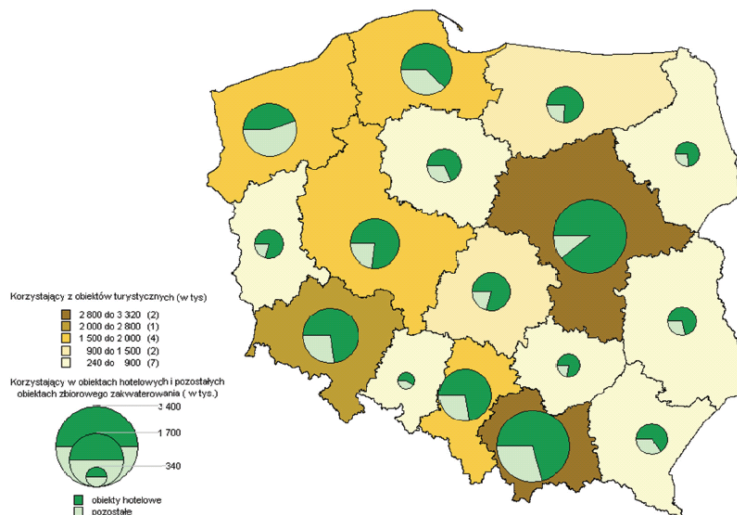 Korzystający z obiektów turystycznych (w tys)
2 800 do 3 320 (2)
2 000 do 2 800 (1)
1 500 do 2 000 (4)
900 do 1 500 (2)
240 do 900 (7)
Korzystający w obiektach hotelowych i pozostałych
obiektach zbiorowego zakwaterowania ( w tys.)
3 400
1 700
340
obiekty hotelowe
pozostałe